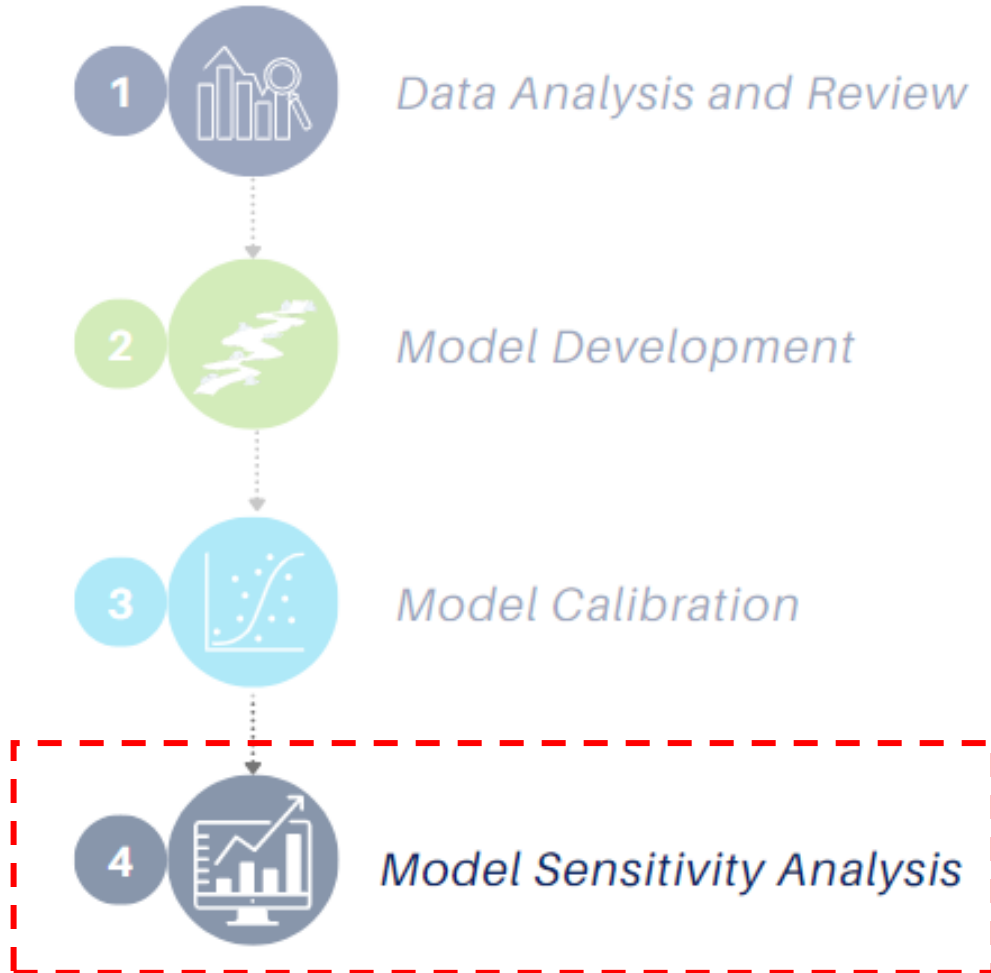 1 Data Analysis and Review
2 Model Development
3 Model Calibration
4 Model Sensitivity Analysis